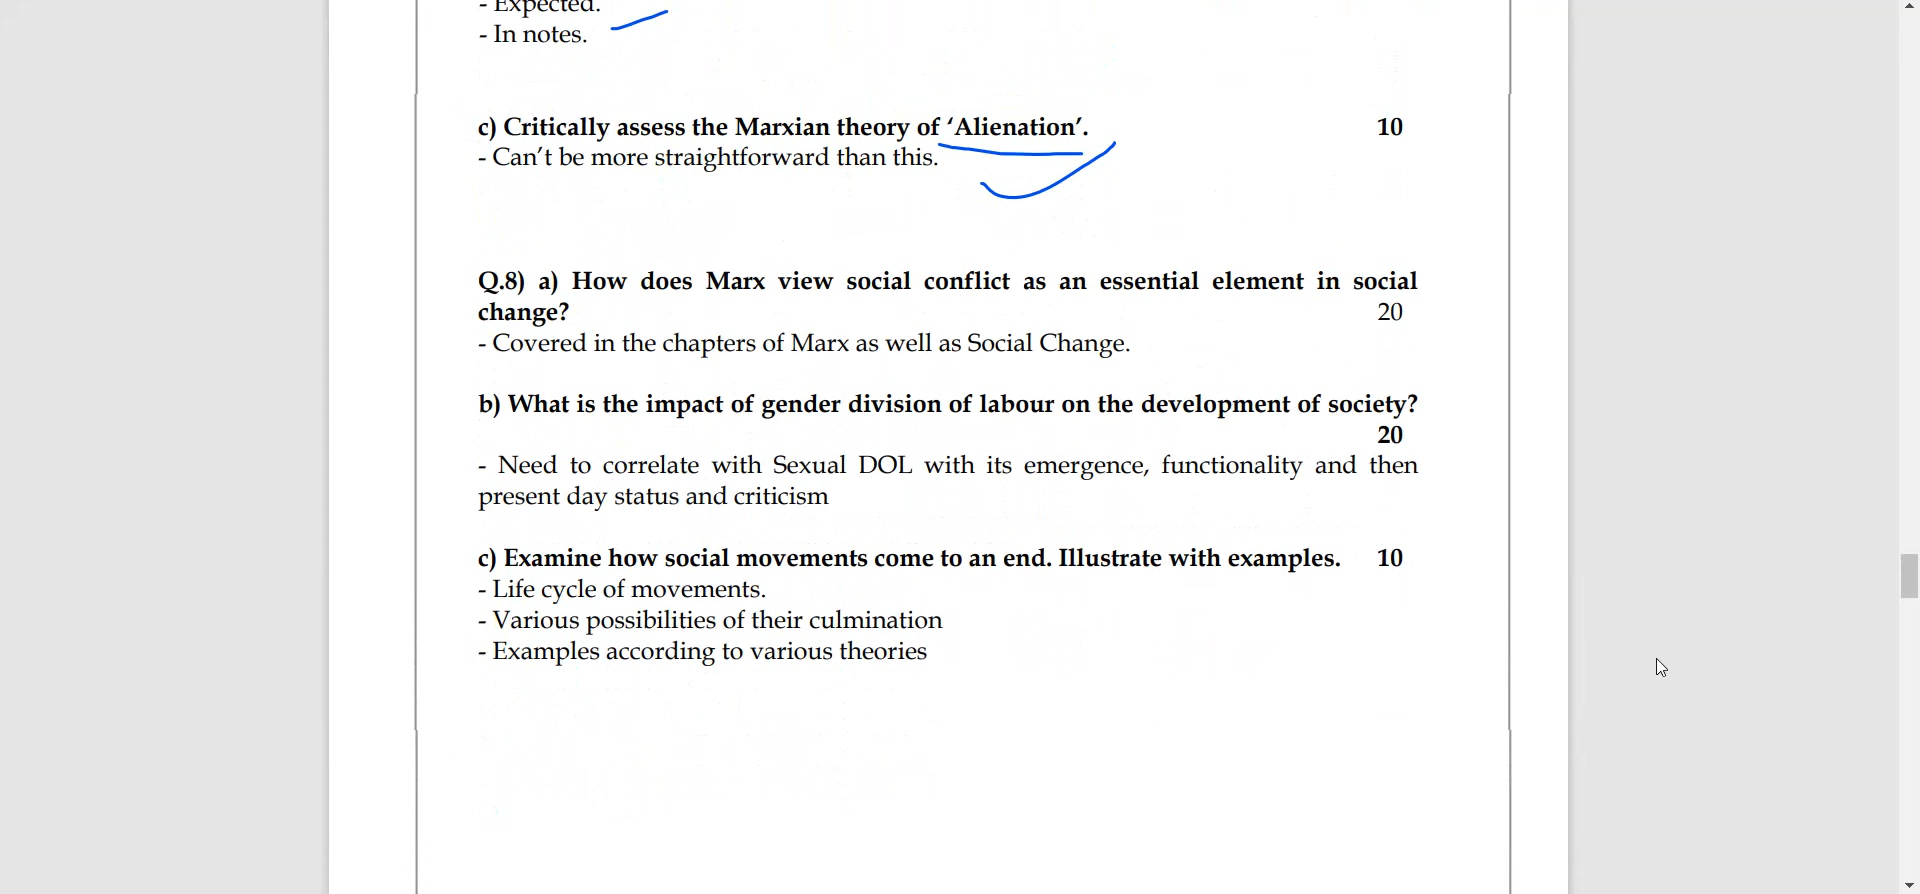 - Expected.
- In notes.
c) Critically assess the Marxian theory of ‘Alienation’. 10
- Can’t be more straightforward than this.
Q.8) a) How does Marx view social conflict as an essential element in social
change? 20
- Covered in the chapters of Marx as well as Social Change.
b) What is the impact of gender division of labour on the development of society?
20
- Need to correlate with Sexual DOL with its emergence, functionality and then
present day status and criticism
c) Examine how social movements come to an end. Illustrate with examples. 10
- Life cycle of movements.
- Various possibilities of their culmination
- Examples according to various theories